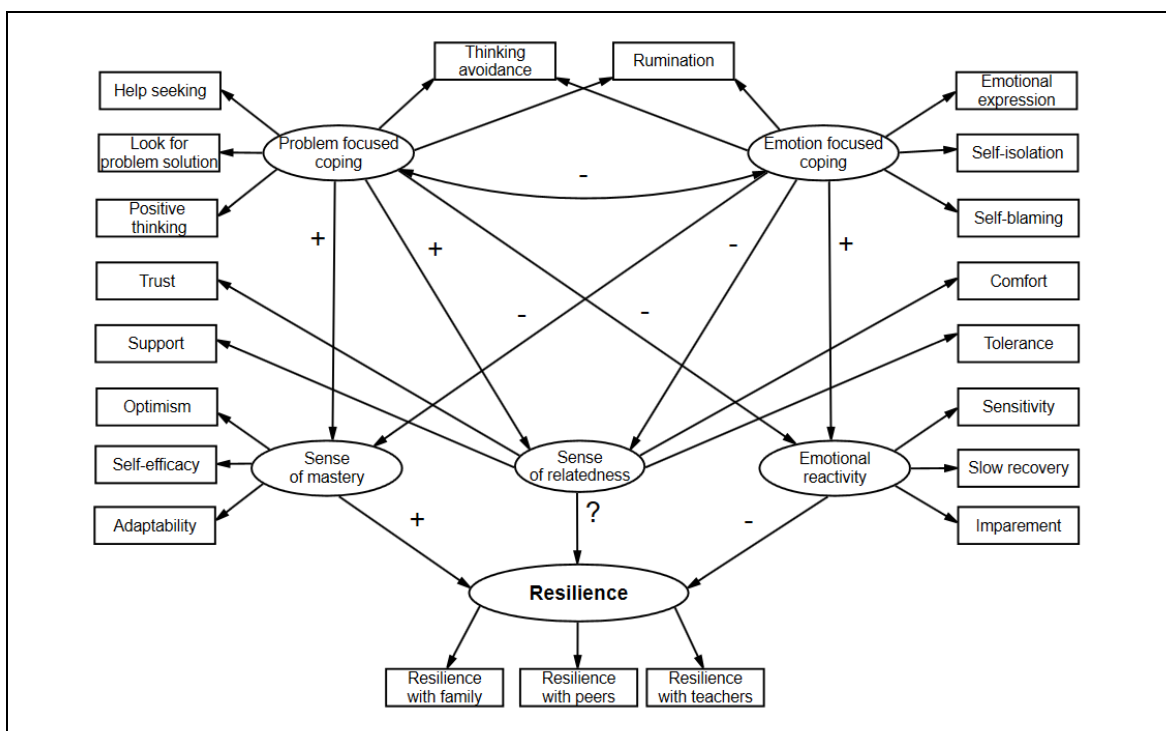 Thinking
avoidance
Rumination
Help seeking
Emotional
expression
Look for
problem solution
Problem focused
coping
Emotion focused
coping
Self-isolation
-
Positive
thinking
Self-blaming
+
+
-
+
Trust
Comfort
-
-
Support
Tolerance
Optimism
Sensitivity
Self-efficacy
Sense
of mastery
Sense
of relatedness
Emotional
reactivity
Slow recovery
Adaptability
+
?
-
Imparement
Resilience
Resilience
with family
Resilience
with peers
Resilience
with teachers